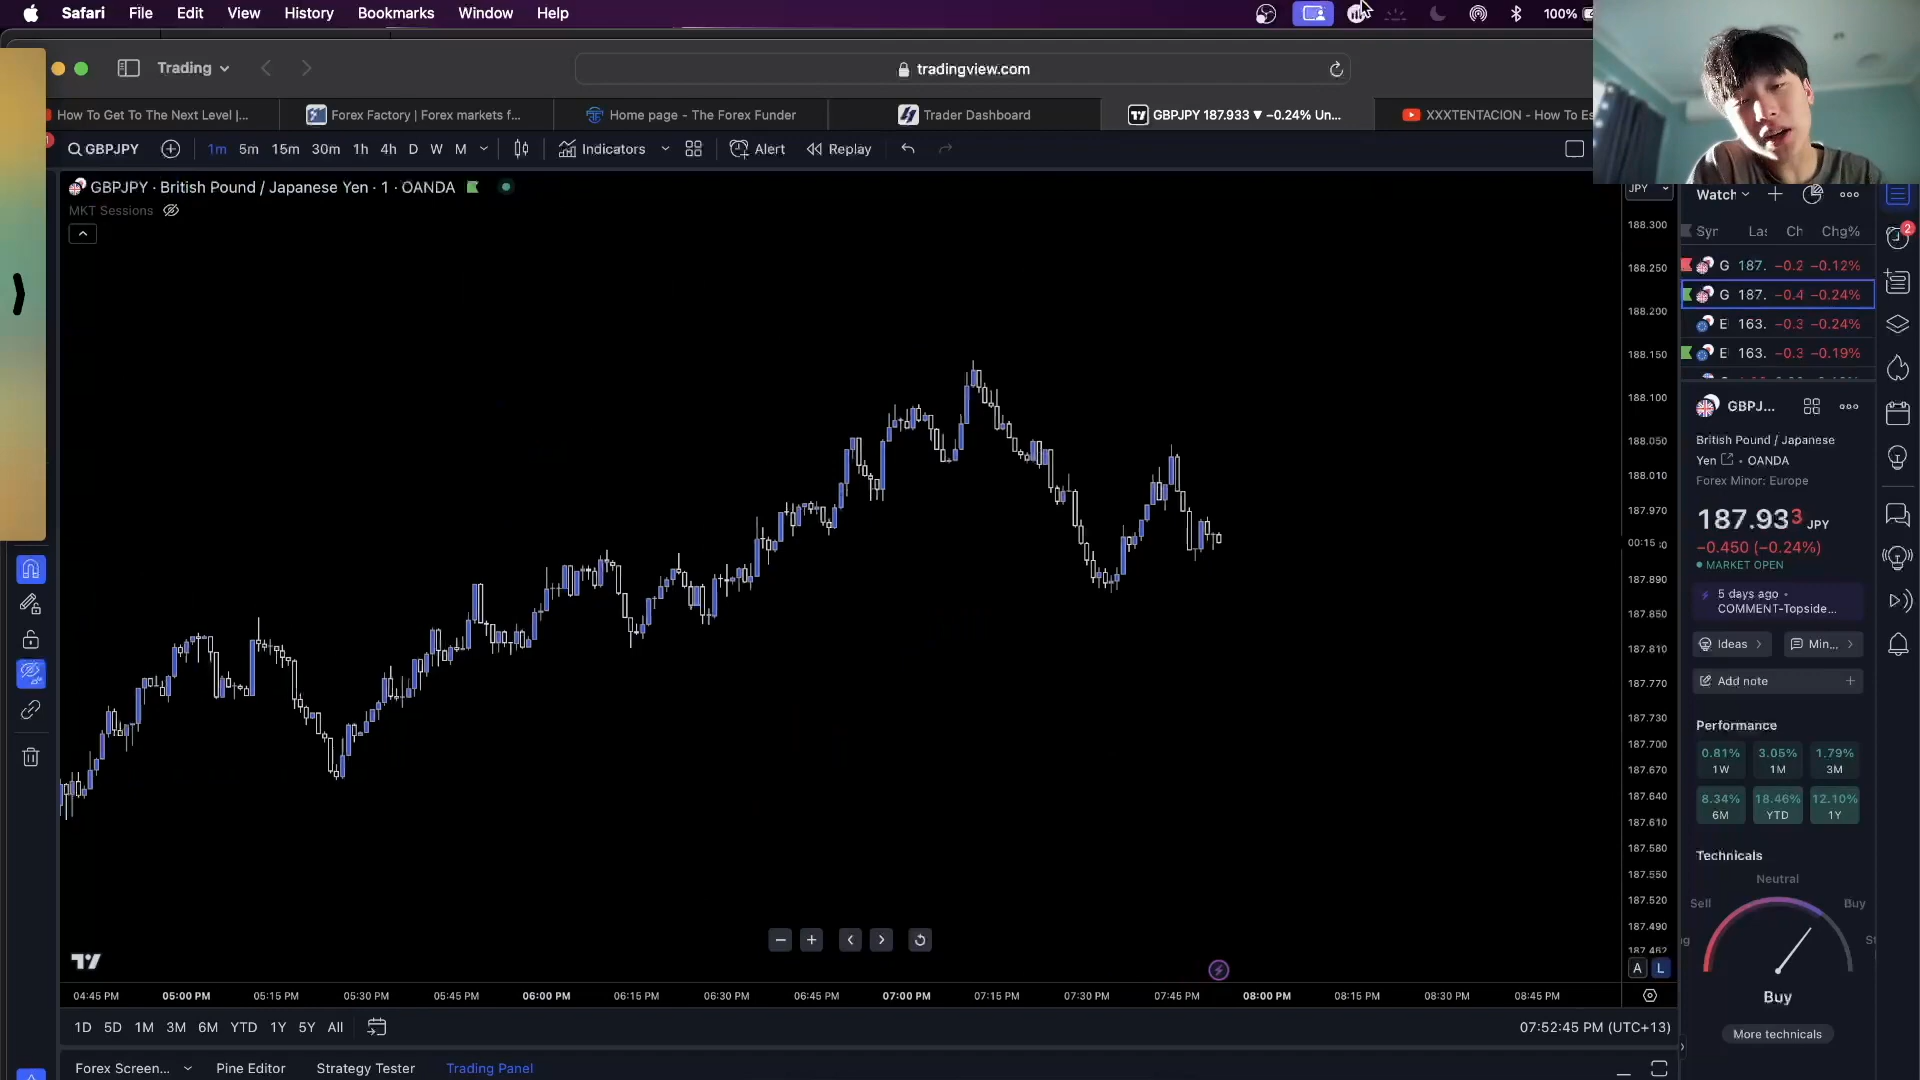 Safari File Edit View History Bookmarks Window Help 100%
Trading
tradingview.com
How To Get To The Next Level |...
Forex Factory | Forex markets f...
Home page - The Forex Funder
Trader Dashboard
GBPJPY 187.933 ▼ −0.24% Un...
XXXTENTACION - How To Es
GBPJPY 1m 5m 15m 30m 1h 4h D W M Indicators Alert Replay
GBPJPY · British Pound / Japanese Yen · 1 · OANDA
MKT Sessions
JPY
188.300
188.250
188.200
188.150
188.100
188.050
188.010
187.970
00:15
187.890
187.850
187.810
187.770
187.730
187.700
187.670
187.640
187.610
187.580
187.550
187.520
187.490
187.462
A L
04:45 PM 05:00 PM 05:15 PM 05:30 PM 05:45 PM 06:00 PM 06:15 PM 06:30 PM 06:45 PM 07:00 PM 07:15 PM 07:30 PM 07:45 PM 08:00 PM 08:15 PM 08:30 PM 08:45 PM
1D 5D 1M 3M 6M YTD 1Y 5Y All
07:52:45 PM (UTC+13)
Forex Screen... Pine Editor Strategy Tester Trading Panel
Watch
2
Syr Las Ch Chg%
G 187. −0.2 −0.12%
G 187. −0.4 −0.24%
E 163. −0.3 −0.24%
E 163. −0.3 −0.19%
GBPJ...
British Pound / Japanese
Yen · OANDA
Forex Minor: Europe
187.933 JPY
−0.450 (−0.24%)
MARKET OPEN
5 days ago •
COMMENT-Topside...
Ideas
Min...
Add note
Performance
0.81% 3.05% 1.79%
1W 1M 3M
8.34% 18.46% 12.10%
6M YTD 1Y
Technicals
Neutral
Sell Buy
Buy
More technicals